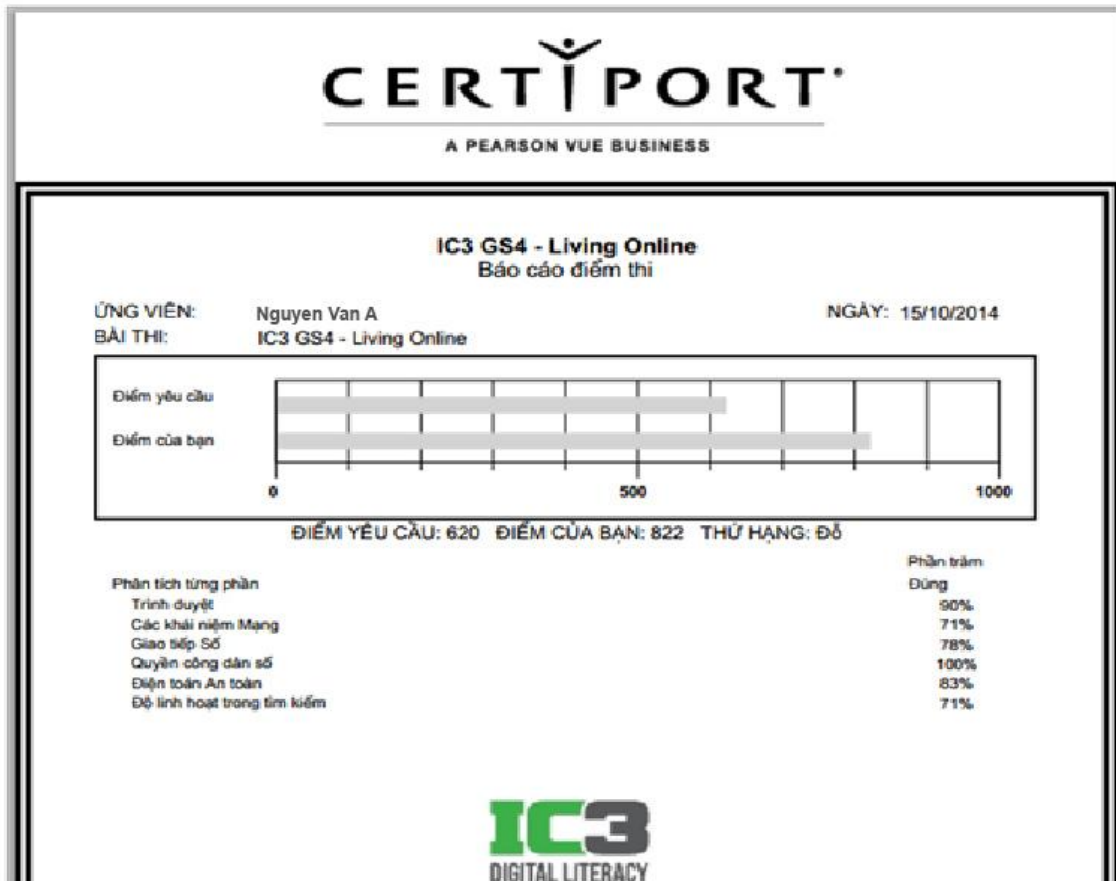 CERTIPORT
A PEARSON VUE BUSINESS
IC3 GS4 - Living Online
Báo cáo điểm thi
ỨNG VIÊN: Nguyen Van A NGÀY: 15/10/2014
BÀI THI: IC3 GS4 - Living Online
Điểm yêu cầu
Điểm của bạn
0 500 1000
ĐIỂM YÊU CẦU: 620 ĐIỂM CỦA BẠN: 822 THỨ HẠNG: Đỗ
Phần trăm
Phân tích từng phần Đúng
Trình duyệt 90%
Các khái niệm Mạng 71%
Giao tiếp Số 78%
Quyền công dân số 100%
Điện toán An toàn 83%
Độ linh hoạt trong tìm kiếm 71%
IC3
DIGITAL LITERACY